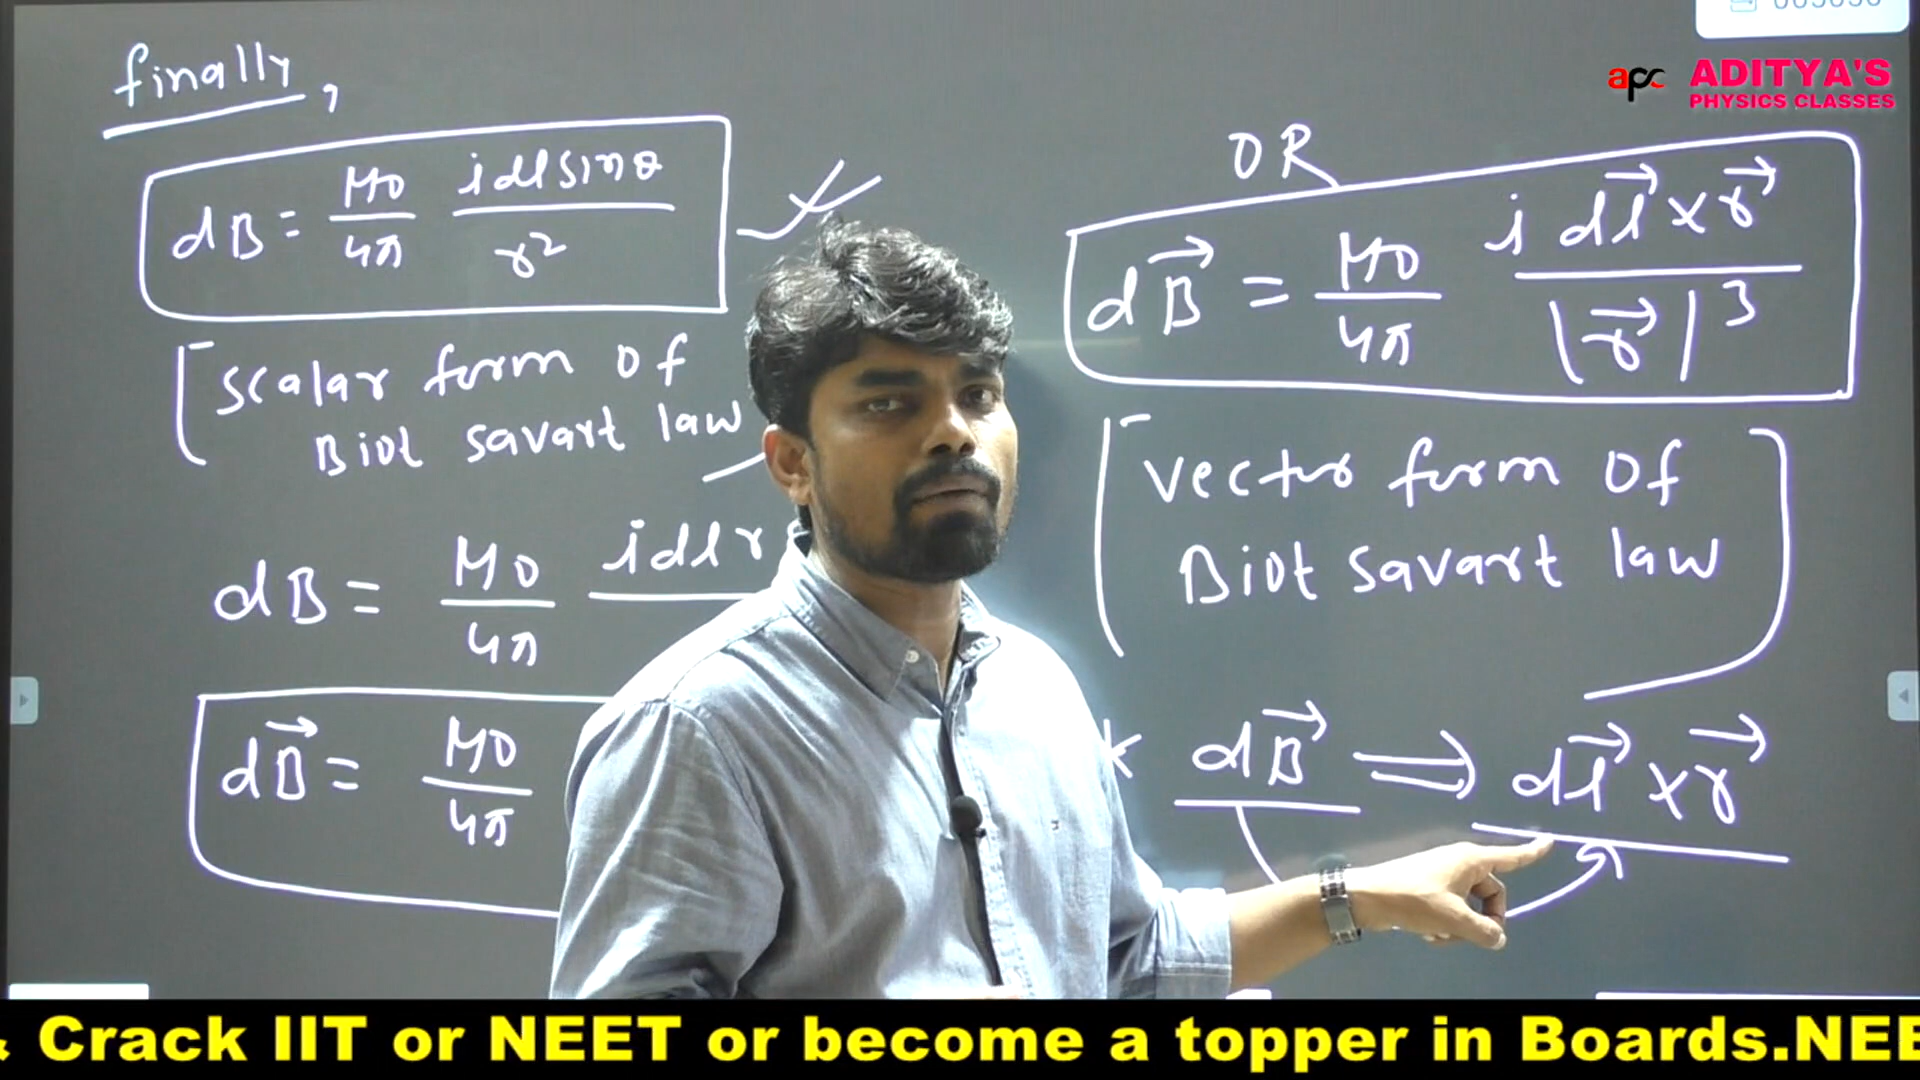 finally,
dB = μ0/4π idl sinθ/r²
[scalar form of
Biot savart law
dB = μ0/4π idl r
dB⃗ = μ0/4π
OR
dB⃗ = μ0/4π i dl⃗ × r⃗/|r⃗|³
[vector form of
Biot savart law]
dB⃗ ⇒ dl⃗ × r⃗
apc ADITYA'S
PHYSICS CLASSES
Crack IIT or NEET or become a topper in Boards.NEE